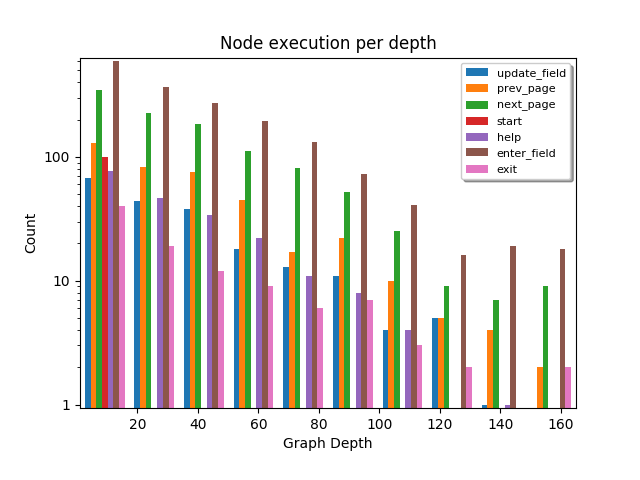 Node execution per depth
update_field
prev_page
next_page
start
help
enter_field
exit
Count
100
10
1
20 40 60 80 100 120 140 160
Graph Depth